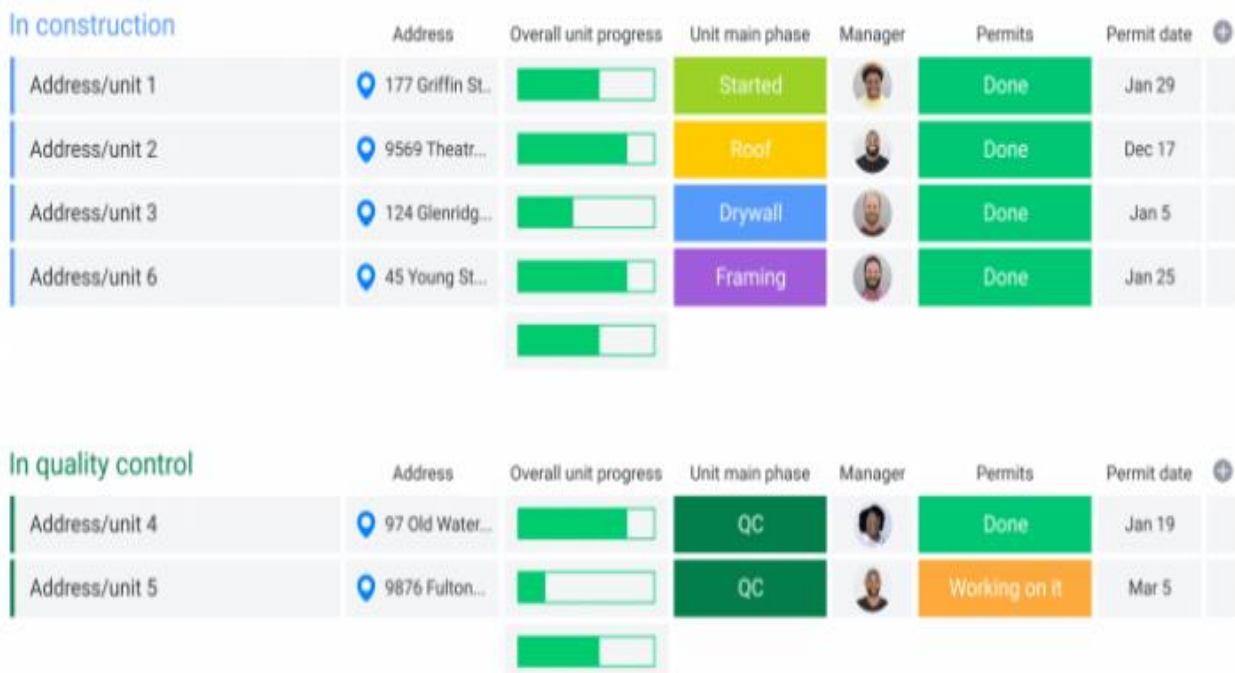 In construction
Address Overall unit progress Unit main phase Manager Permits Permit date
Address/unit 1 177 Griffin St.. Started Done Jan 29
Address/unit 2 9569 Theatr... Roof Done Dec 17
Address/unit 3 124 Glenridg... Drywall Done Jan 5
Address/unit 6 45 Young St... Framing Done Jan 25
In quality control
Address Overall unit progress Unit main phase Manager Permits Permit date
Address/unit 4 97 Old Water... QC Done Jan 19
Address/unit 5 9876 Fulton... QC Working on it Mar 5